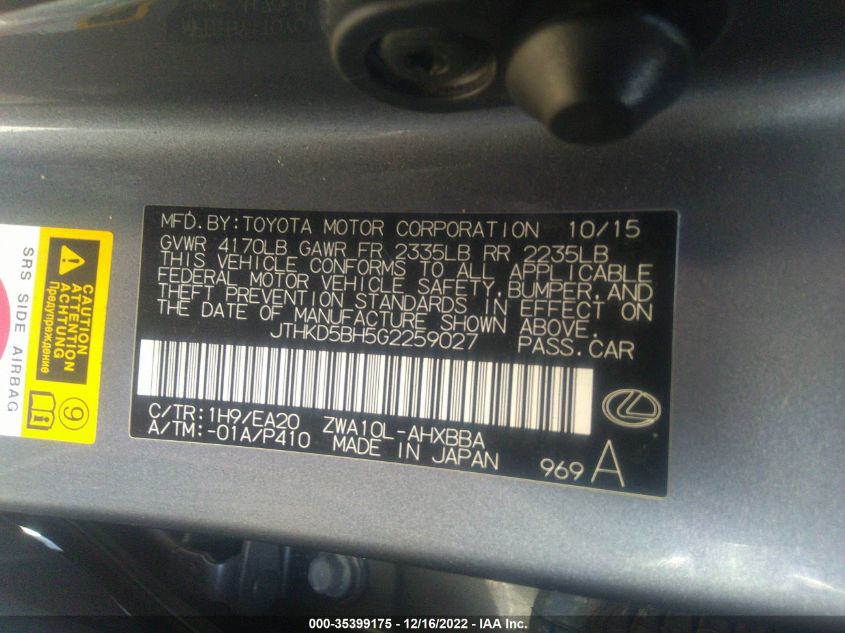 MFD.BY:TOYOTA MOTOR CORPORATION 10/15
GVWR 4170LB GAWR FR 2335LB RR 2235LB
THIS VEHICLE CONFORMS TO ALL APPLICABLE
FEDERAL MOTOR VEHICLE SAFETY,BUMPER,AND
THEFT PREVENTION STANDARDS IN EFFECT ON
THE DATE OF MANUFACTURE SHOWN ABOVE.
JTHKD5BH5G2259027 PASS.CAR
C/TR:1H9/EA20 ZWA10L-AHXBBA
A/TM:-01A/P410 MADE IN JAPAN 969 A
SRS SIDE AIRBAG
CAUTION
ATTENTION
ACHTUNG
Предупреждение
9
000-35399175 - 12/16/2022 - IAA Inc.